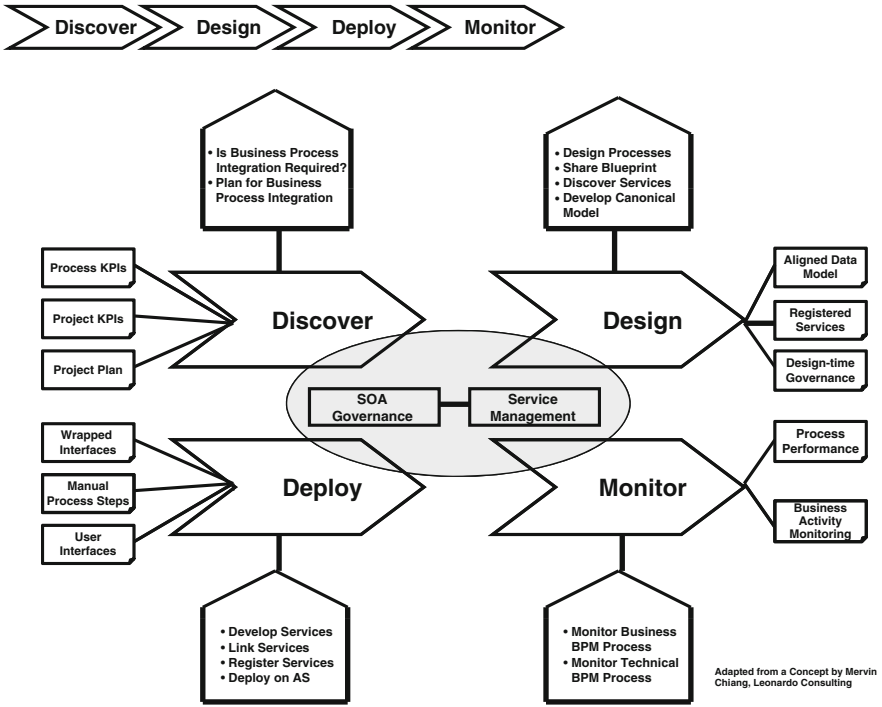 Discover
Design
Deploy
Monitor
• Is Business Process
Integration Required?
• Plan for Business
Process Integration
• Design Processes
• Share Blueprint
• Discover Services
• Develop Canonical
Model
Process KPIs
Project KPIs
Project Plan
Discover
Design
Aligned Data
Model
Registered
Services
Design-time
Governance
SOA
Governance
Service
Management
Wrapped
Interfaces
Manual
Process Steps
User
Interfaces
Deploy
Monitor
Process
Performance
Business
Activity
Monitoring
• Develop Services
• Link Services
• Register Services
• Deploy on AS
• Monitor Business
BPM Process
• Monitor Technical
BPM Process
Adapted from a Concept by Mervin
Chiang, Leonardo Consulting